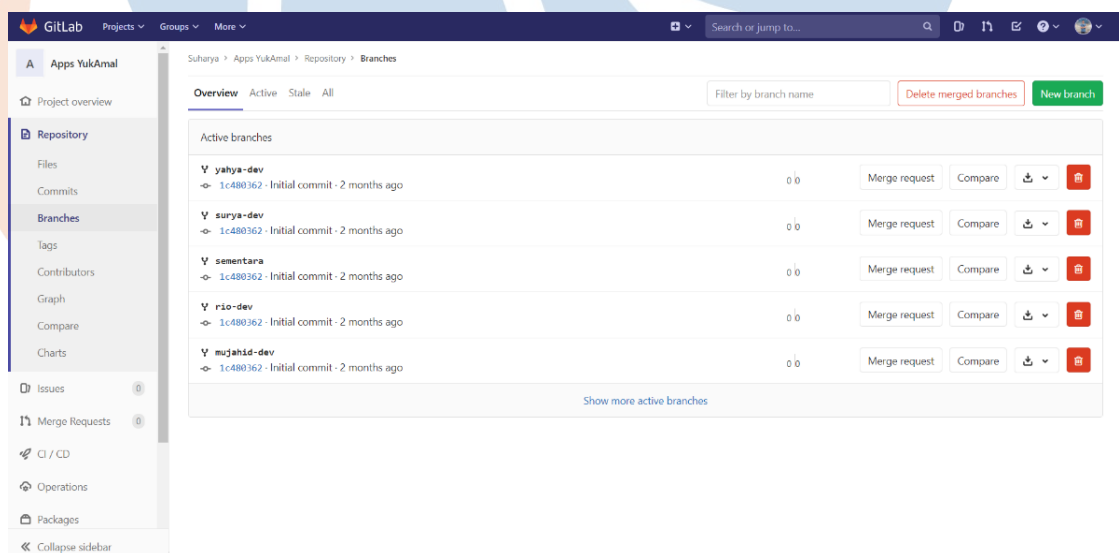 GitLab Projects Groups More Search or jump to...
A Apps YukAmal
Suharya > Apps YukAmal > Repository > Branches
Project overview
Repository
Files
Commits
Branches
Tags
Contributors
Graph
Compare
Charts
Issues 0
Merge Requests 0
CI / CD
Operations
Packages
Collapse sidebar
Overview Active Stale All Filter by branch name Delete merged branches New branch
Active branches
yahya-dev
1c480362 · Initial commit · 2 months ago 0 0 Merge request Compare
surya-dev
1c480362 · Initial commit · 2 months ago 0 0 Merge request Compare
sementara
1c480362 · Initial commit · 2 months ago 0 0 Merge request Compare
rio-dev
1c480362 · Initial commit · 2 months ago 0 0 Merge request Compare
mujahid-dev
1c480362 · Initial commit · 2 months ago 0 0 Merge request Compare
Show more active branches